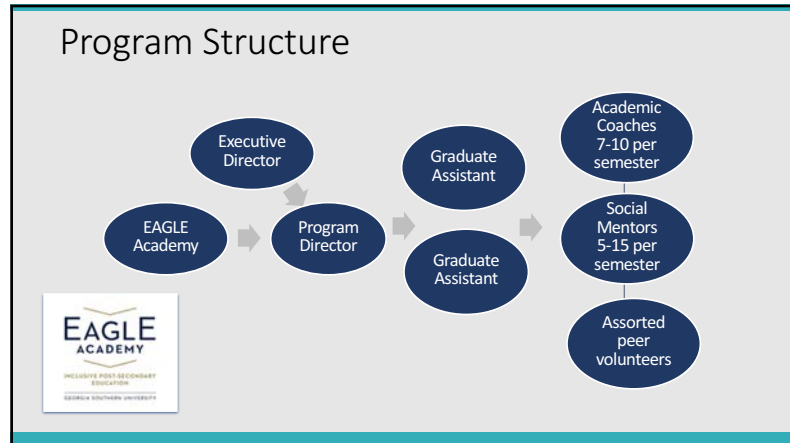 Program Structure
Executive
Director
EAGLE
Academy
Program
Director
Graduate
Assistant
Graduate
Assistant
Academic
Coaches
7-10 per
semester
Social
Mentors
5-15 per
semester
Assorted
peer
volunteers
EAGLE
ACADEMY
INCLUSIVE POST-SECONDARY
EDUCATION
GEORGIA SOUTHERN UNIVERSITY